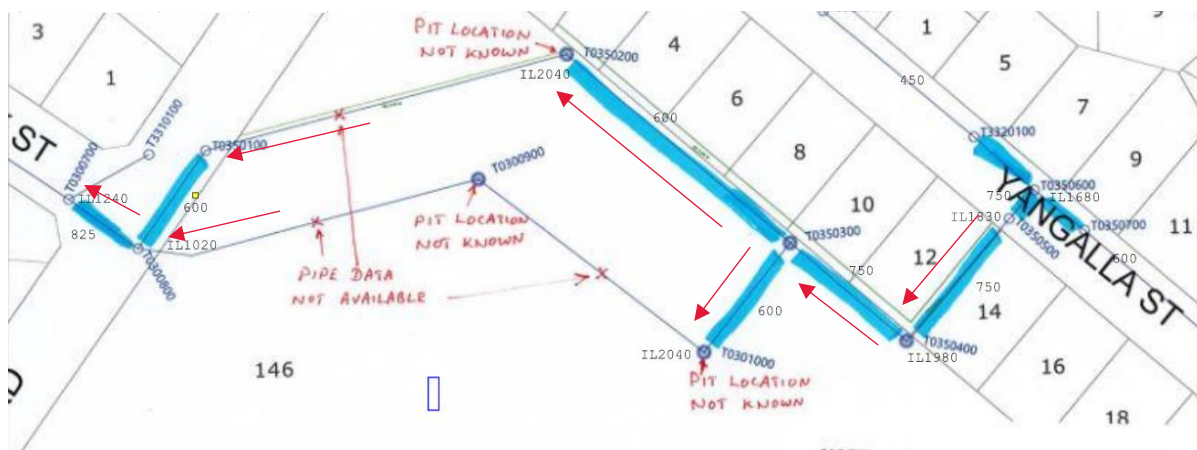 3
1
ST
T0300700
T3310100
IL1240
825
T0350100
600
IL1020
T0300800
PIT LOCATION
NOT KNOWN
T0350200
IL2040
600
T0300900
PIT LOCATION
NOT KNOWN
PIPE DATA
NOT AVAILABLE
146
4
6
8
10
12
14
16
18
T0350300
750
600
IL2040
T0301000
PIT LOCATION
NOT KNOWN
T0350400
IL1980
750
IL1830
T0350500
750
T0350600
IL1680
T0350700
600
YANGALLA ST
T3320100
450
1
5
7
9
11